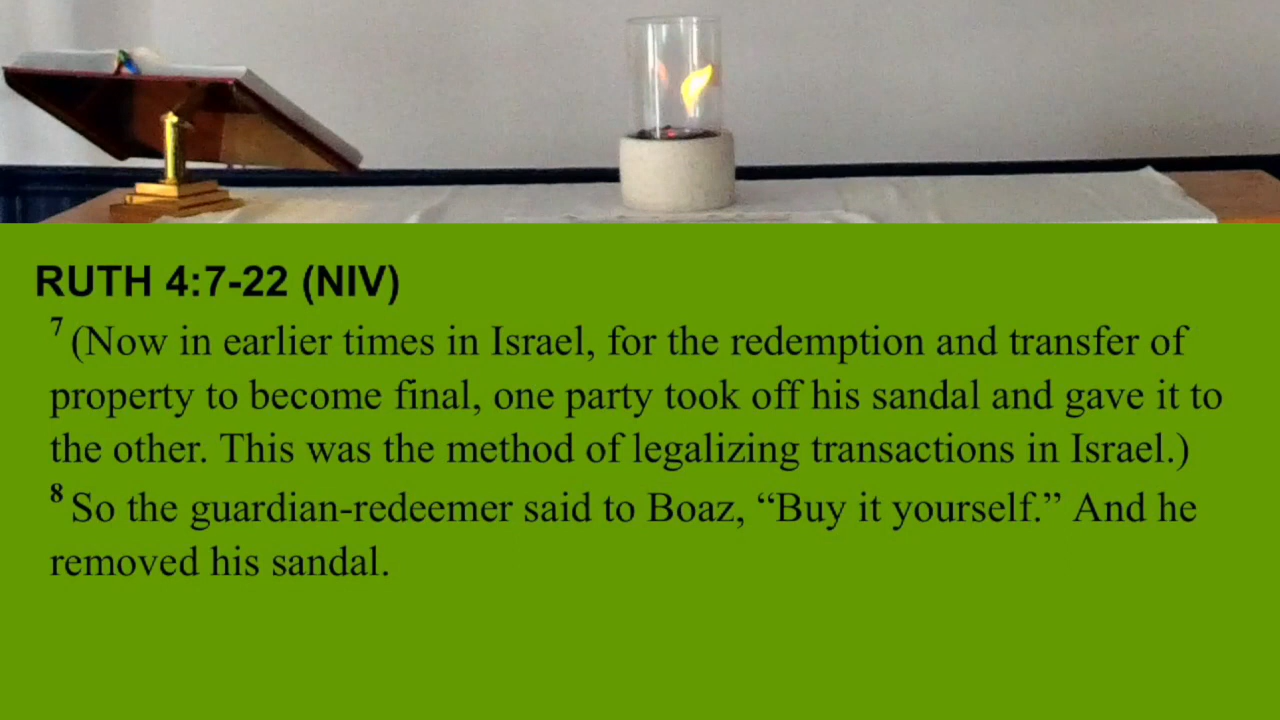 RUTH 4:7-22 (NIV)
7 (Now in earlier times in Israel, for the redemption and transfer of
property to become final, one party took off his sandal and gave it to
the other. This was the method of legalizing transactions in Israel.)
8 So the guardian-redeemer said to Boaz, “Buy it yourself.” And he
removed his sandal.